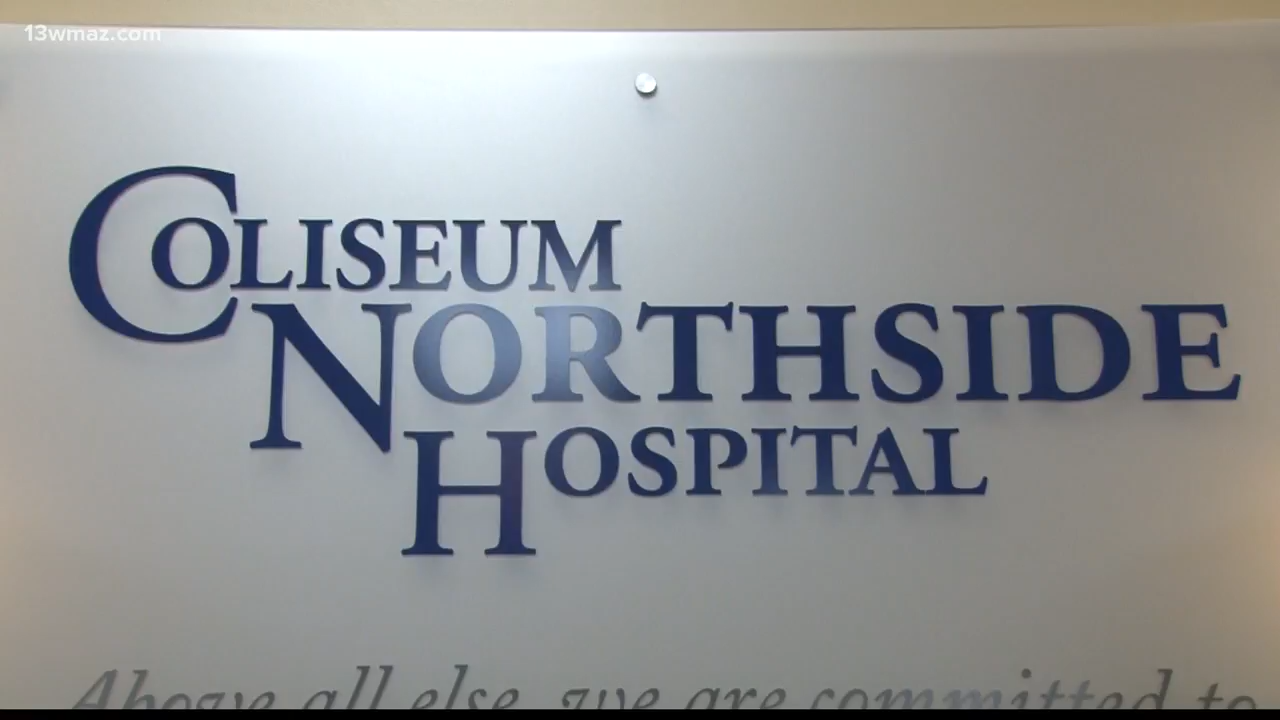 13wmaz.com
COLISEUM
NORTHSIDE
HOSPITAL
Above all else, we are committed to